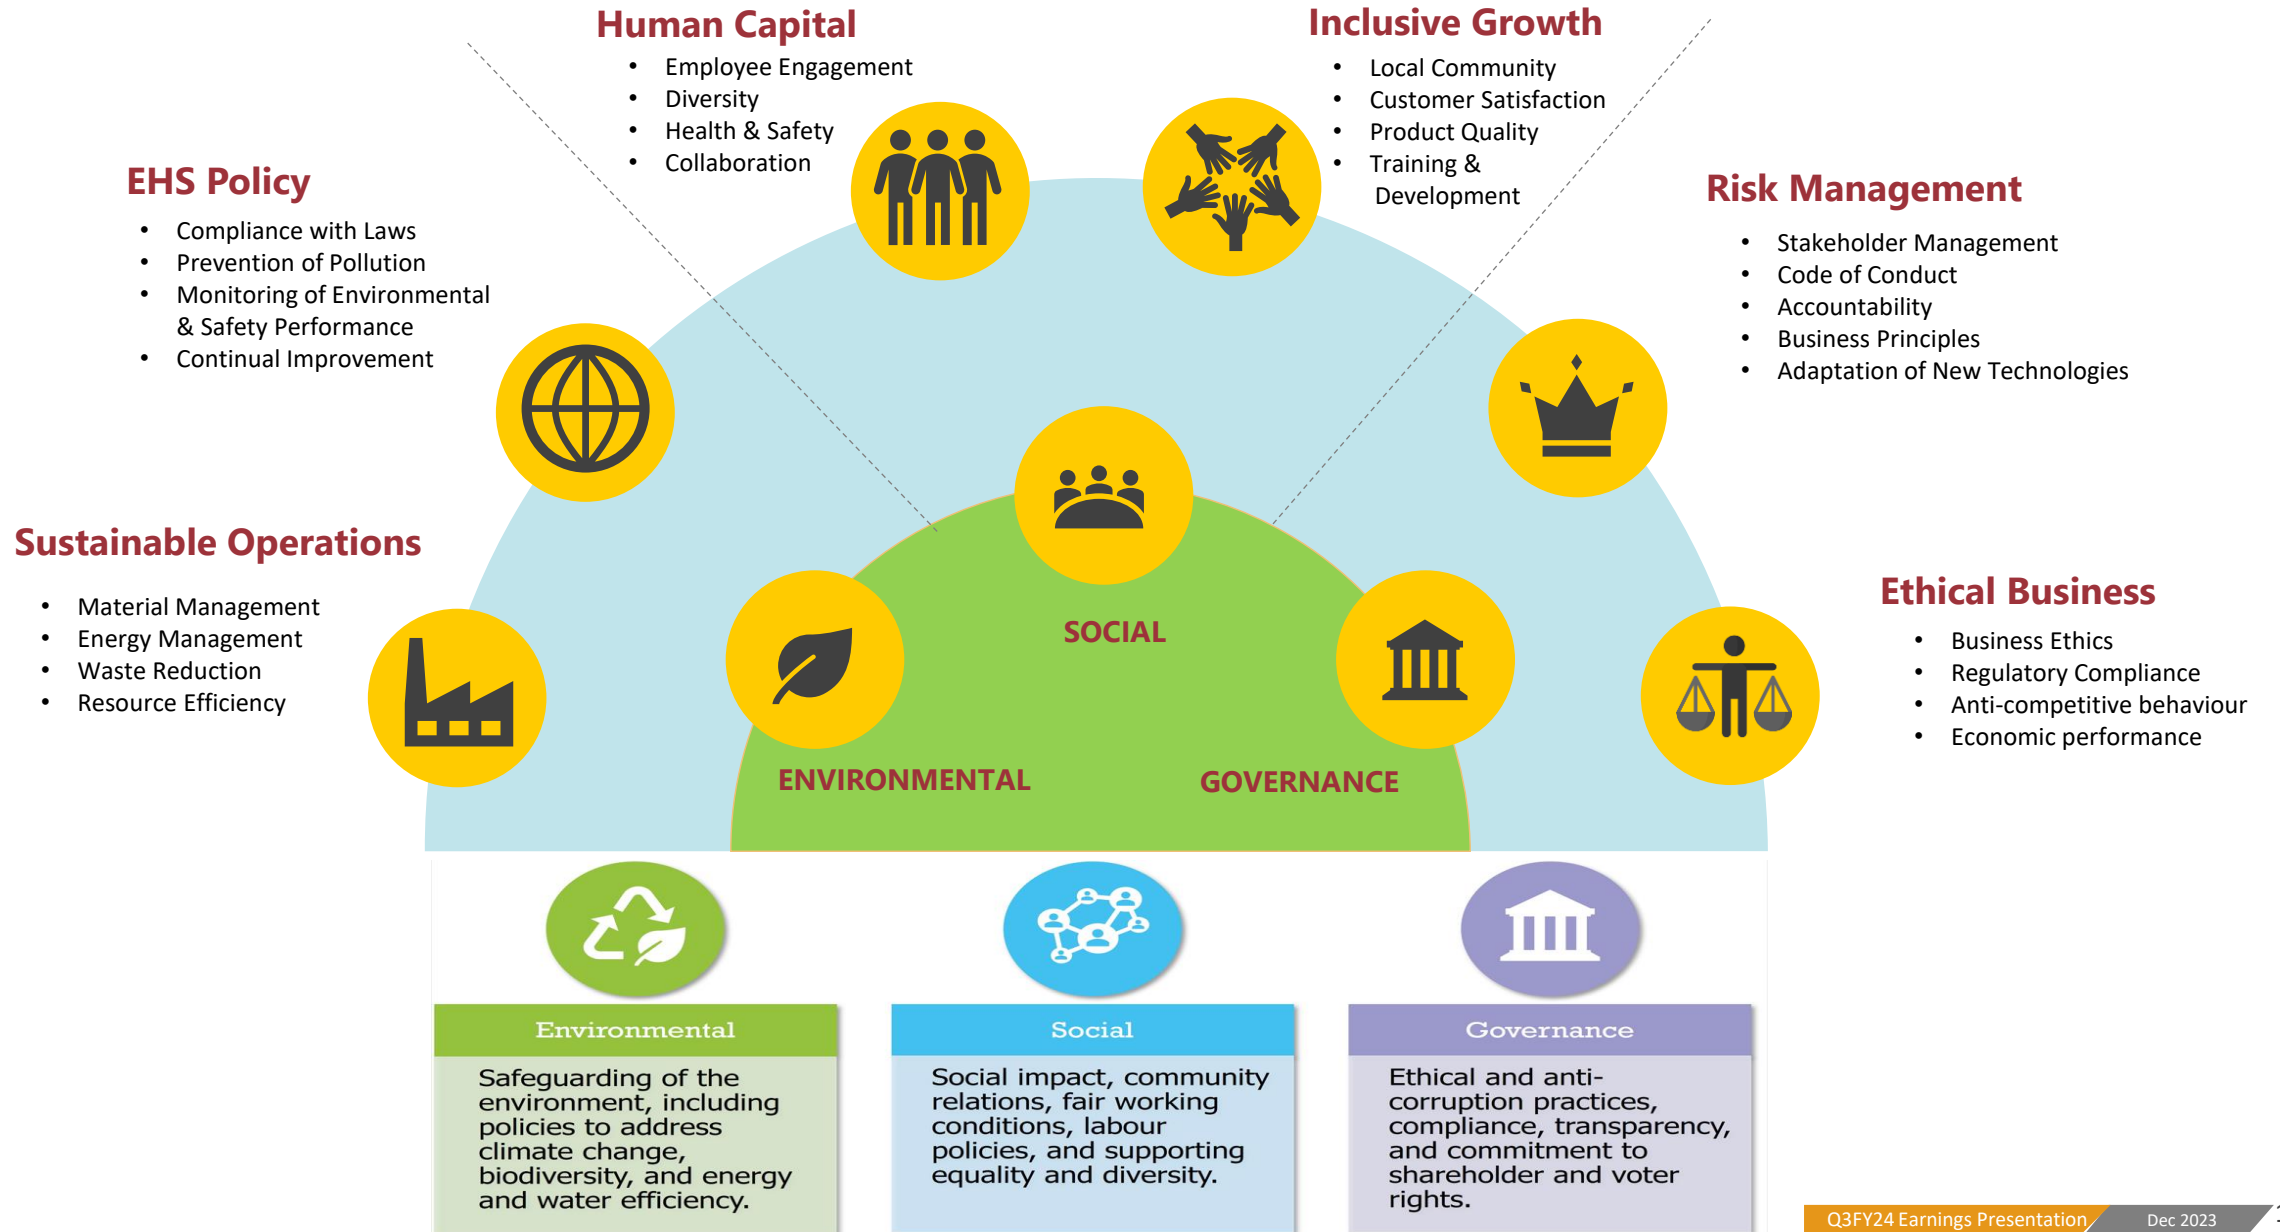 Human Capital
• Employee Engagement
• Diversity
• Health & Safety
• Collaboration
Inclusive Growth
• Local Community
• Customer Satisfaction
• Product Quality
• Training &
Development
EHS Policy
• Compliance with Laws
• Prevention of Pollution
• Monitoring of Environmental
& Safety Performance
• Continual Improvement
Risk Management
• Stakeholder Management
• Code of Conduct
• Accountability
• Business Principles
• Adaptation of New Technologies
Sustainable Operations
• Material Management
• Energy Management
• Waste Reduction
• Resource Efficiency
Ethical Business
• Business Ethics
• Regulatory Compliance
• Anti-competitive behaviour
• Economic performance
SOCIAL
ENVIRONMENTAL
GOVERNANCE
Environmental
Safeguarding of the
environment, including
policies to address
climate change,
biodiversity, and energy
and water efficiency.
Social
Social impact, community
relations, fair working
conditions, labour
policies, and supporting
equality and diversity.
Governance
Ethical and anti-
corruption practices,
compliance, transparency,
and commitment to
shareholder and voter
rights.
Q3FY24 Earnings Presentation
Dec 2023